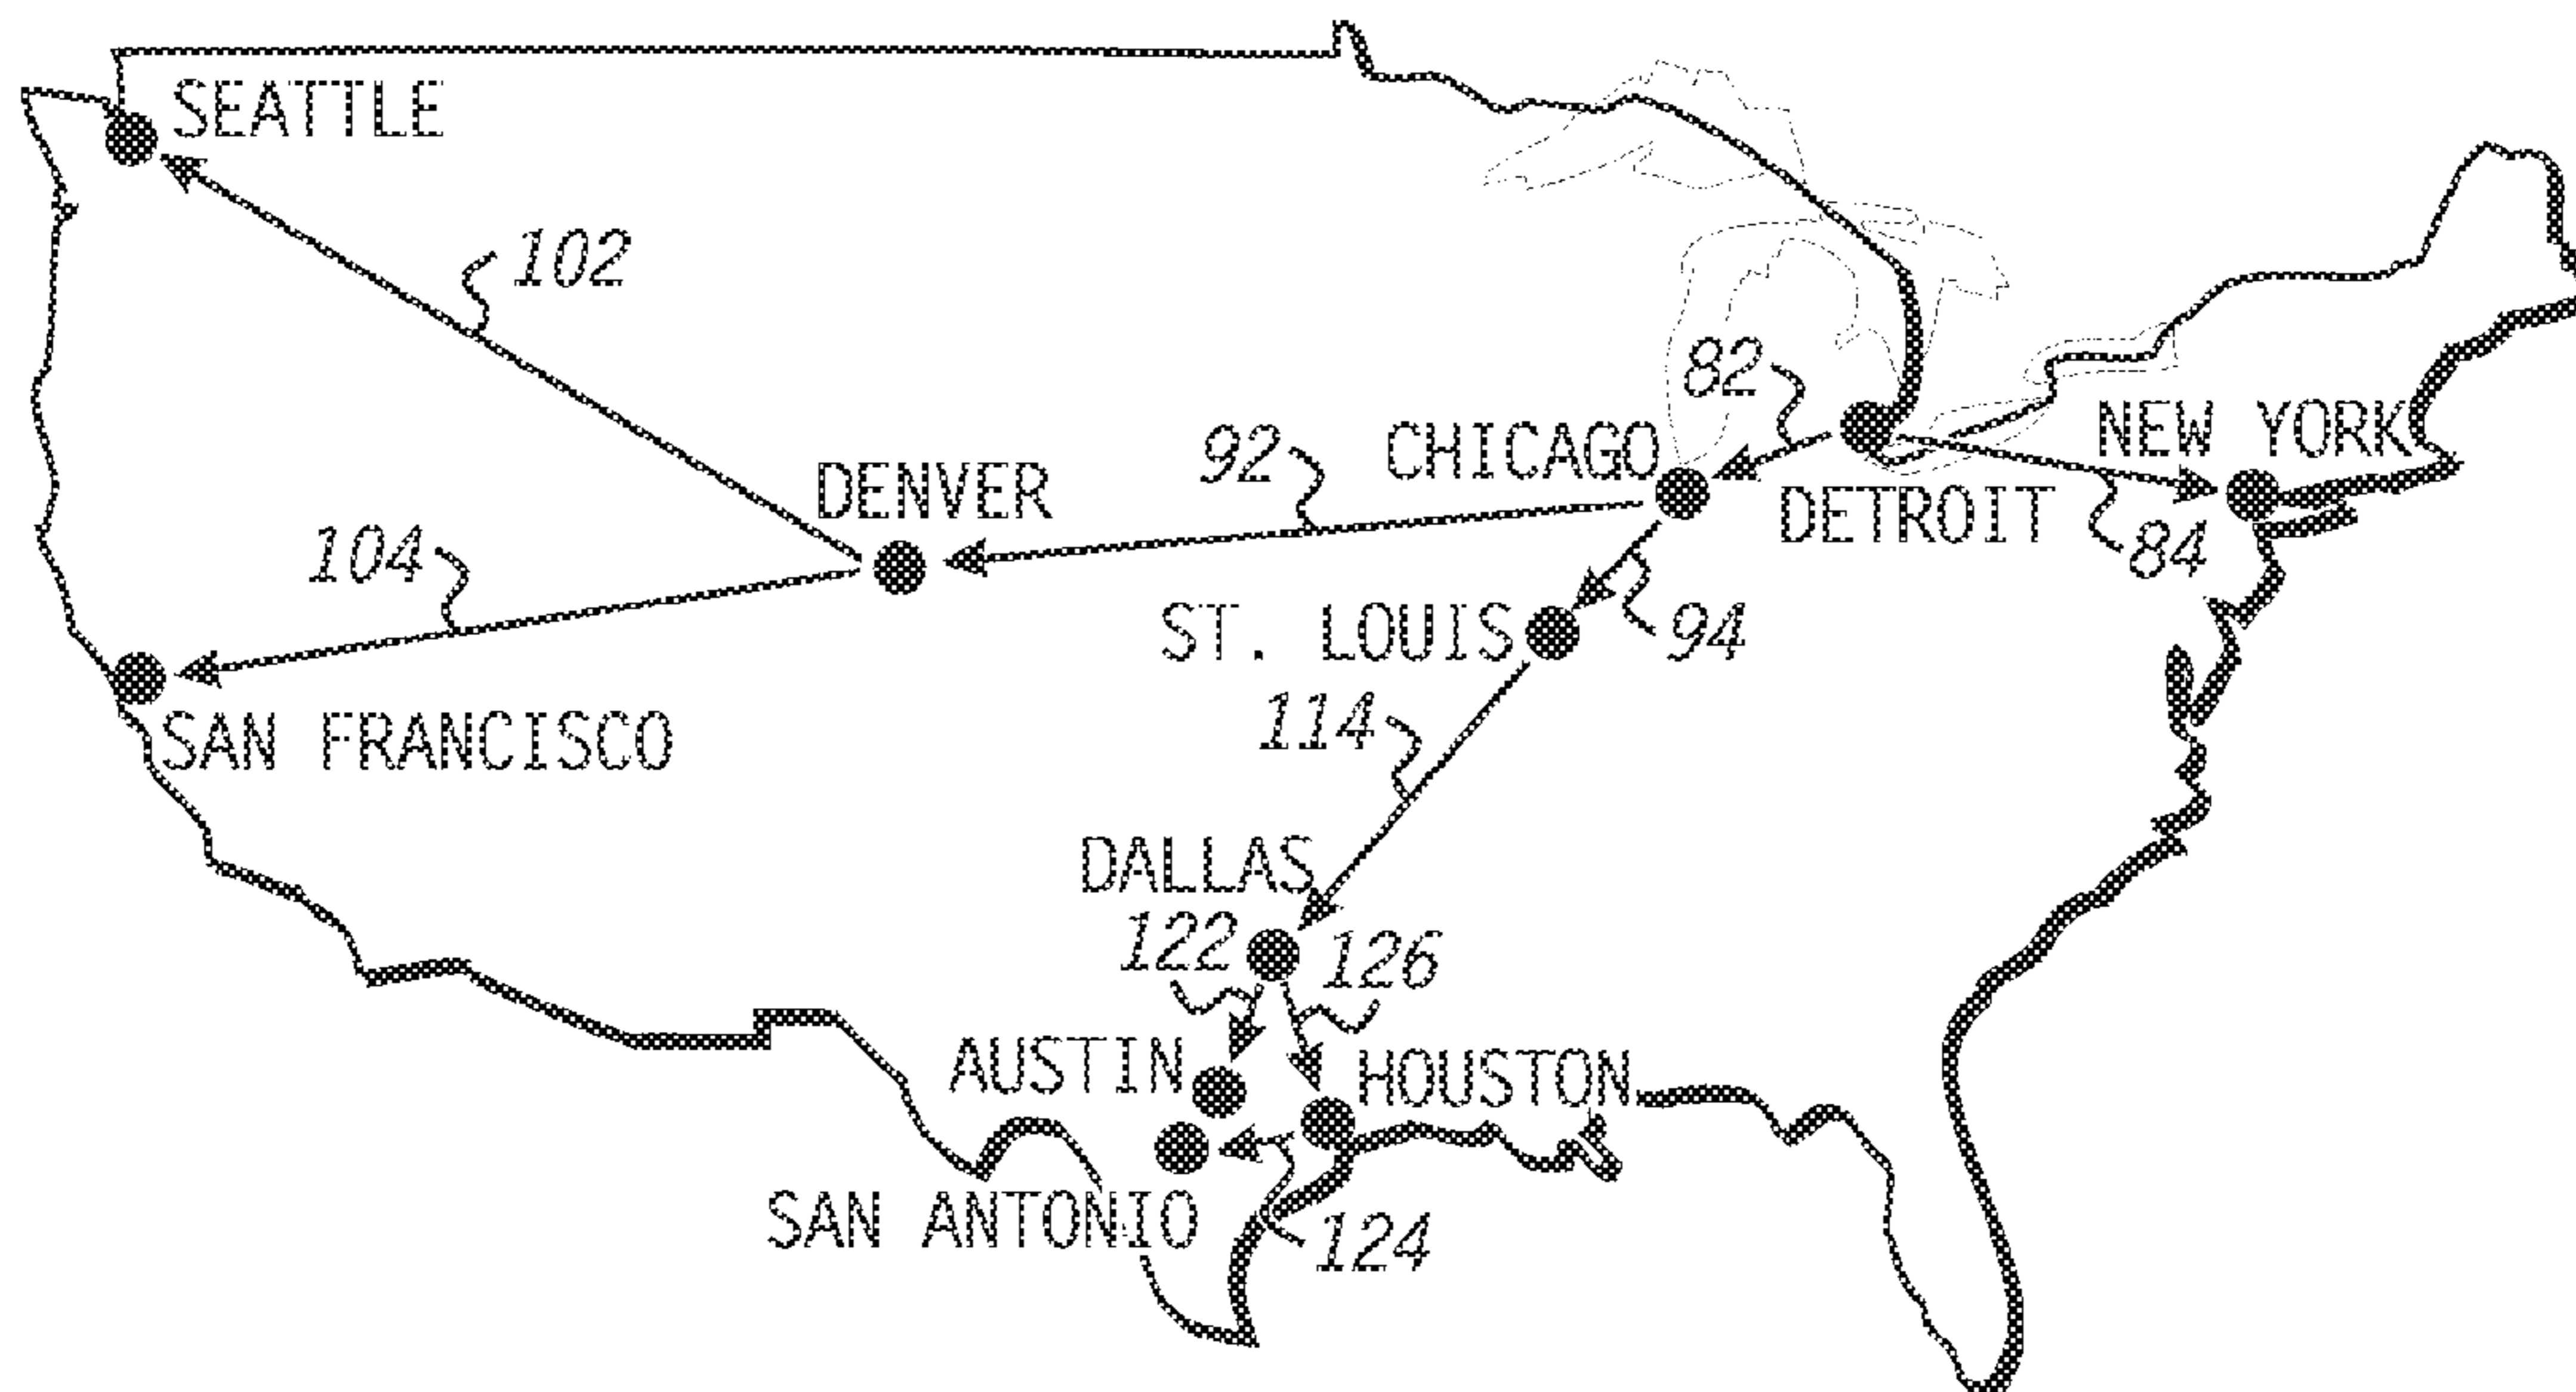 SEATTLE
102
82
NEW YORK
92
CHICAGO
DENVER
DETROIT
84
104
ST. LOUIS
94
114
SAN FRANCISCO
DALLAS
122
126
AUSTIN
HOUSTON
SAN ANTONIO
124